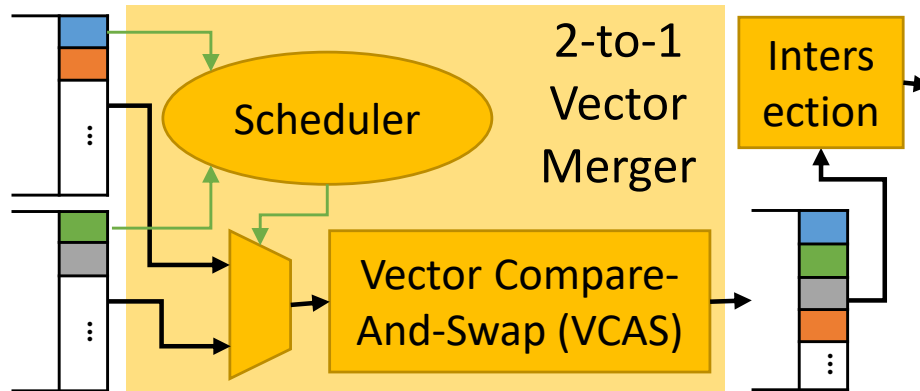 2-to-1
Vector
Merger
Scheduler
Inters
ection
...
...
Vector Compare-
And-Swap (VCAS)
...